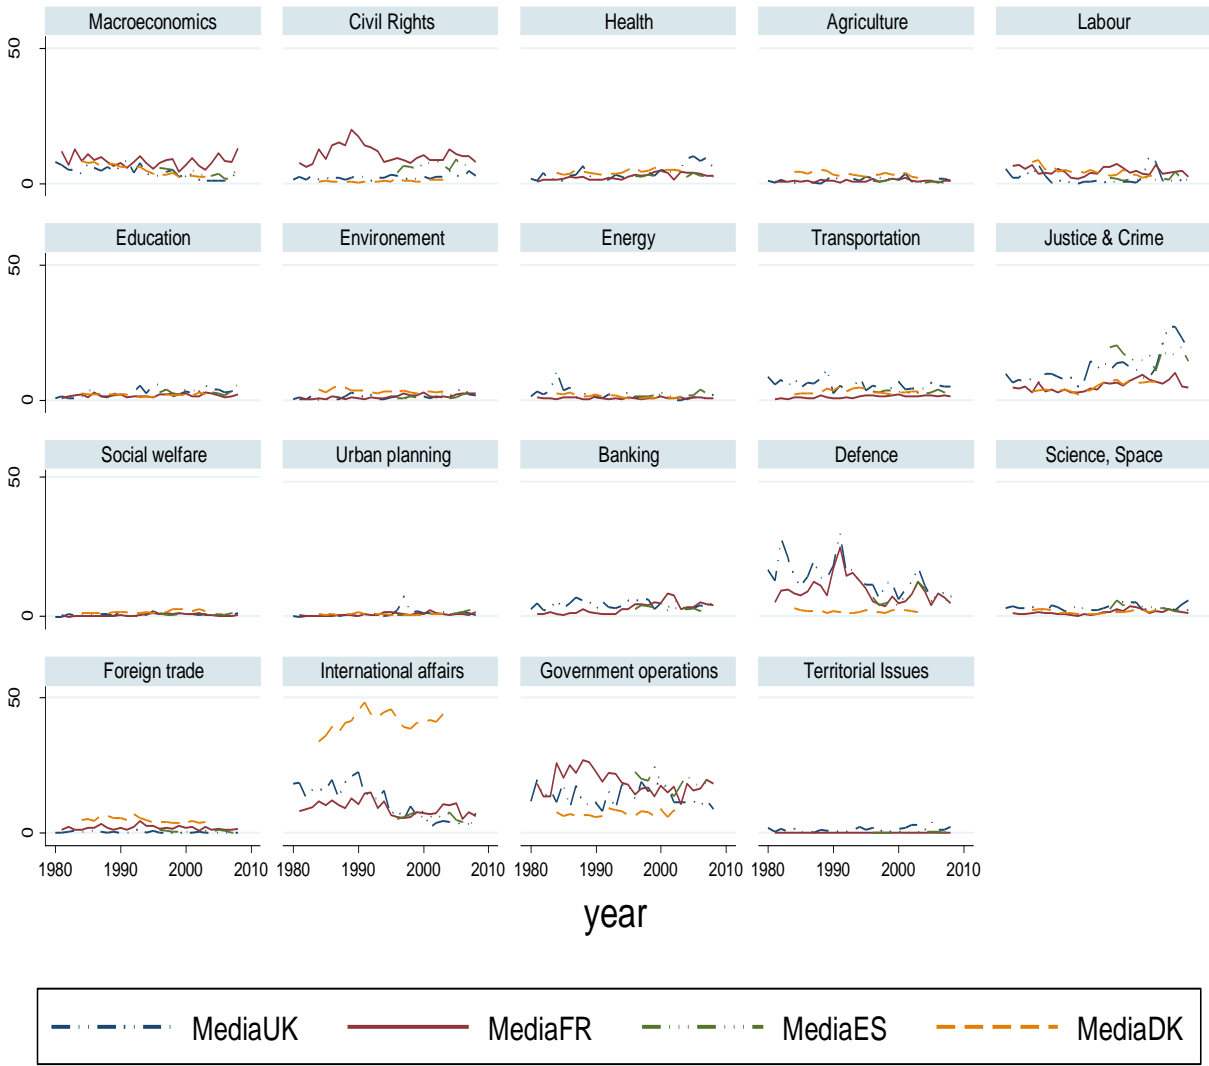 Macroeconomics Civil Rights Health Agriculture Labour
50
0
Education Environement Energy Transportation Justice & Crime
50
0
Social welfare Urban planning Banking Defence Science, Space
50
0
Foreign trade International affairs Government operations Territorial Issues
50
0
1980 1990 2000 2010 1980 1990 2000 2010 1980 1990 2000 2010 1980 1990 2000 2010
year
MediaUK MediaFR MediaES MediaDK